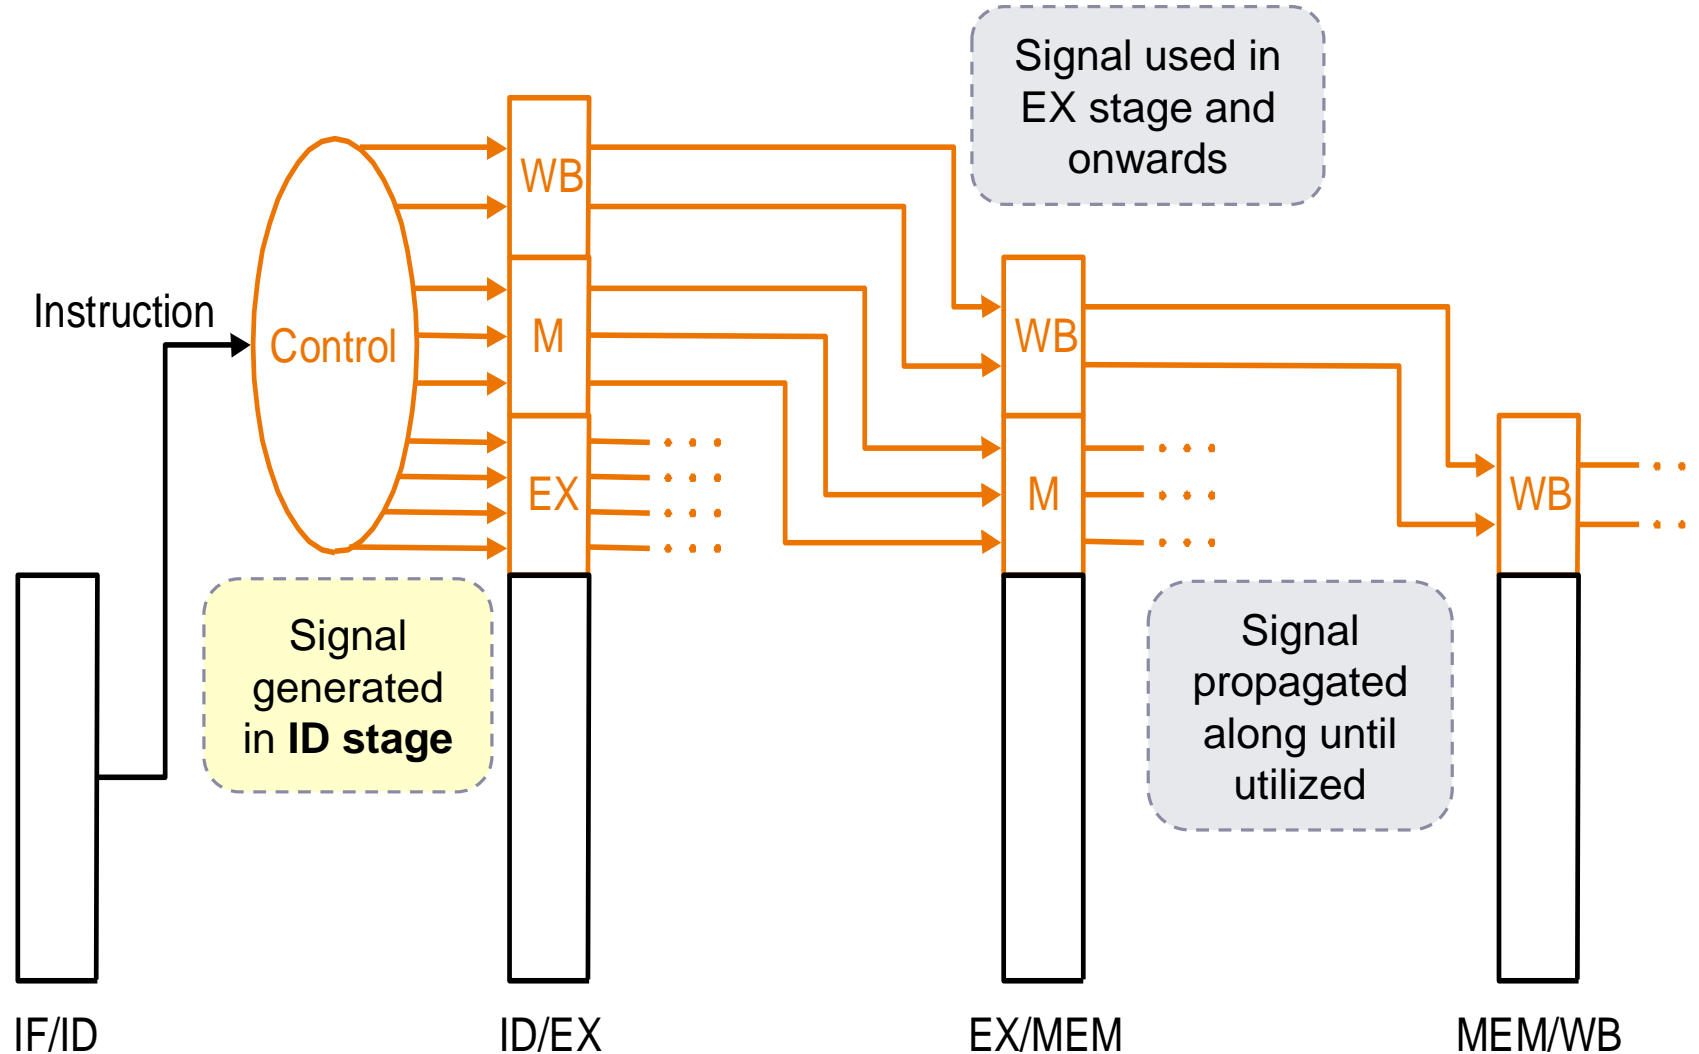 Signal used in
EX stage and
onwards
WB
Instruction
Control
M
WB
EX
M
WB
Signal
generated
in ID stage
Signal
propagated
along until
utilized
IF/ID
ID/EX
EX/MEM
MEM/WB